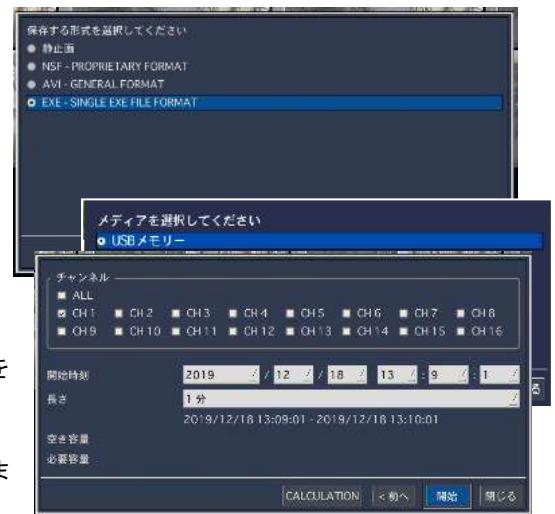 保存する形式を選択してください
静止画
NSF - PROPRIETARY FORMAT
AVI - GENERAL FORMAT
EXE - SINGLE EXE FILE FORMAT
メディアを選択してください
USBメモリー
チャンネル
ALL
CH 1 CH 2 CH 3 CH 4 CH 5 CH 6 CH 7 CH 8
CH 9 CH 10 CH 11 CH 12 CH 13 CH 14 CH 15 CH 16
を
開始時刻 2019 / 12 / 18 13 : 9 : 1
る
長さ 1 分
2019/12/18 13:09:01 - 2019/12/18 13:10:01
空き容量
必要容量
ま
CALCULATION <前へ 開始 閉じる